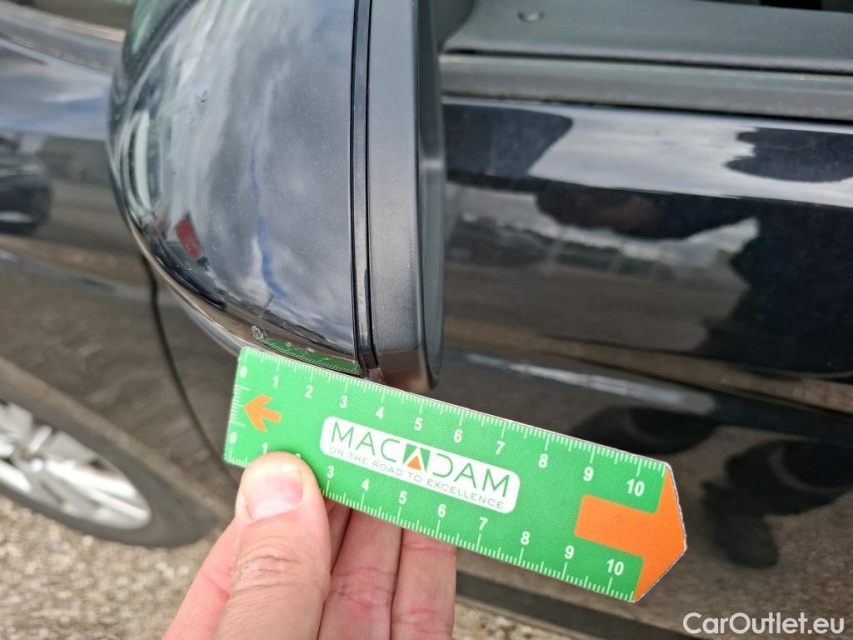 0 1 2 3 4 5 6 7 8 9 10
MACADAM
ON THE ROAD TO EXCELLENCE
0 1 3 4 5 6 7 8 9 10
CarOutlet.eu